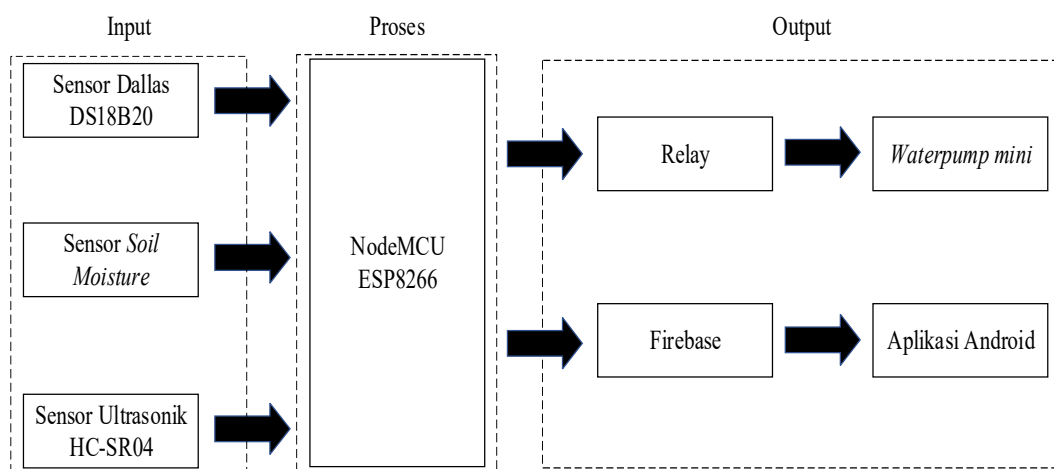 Input
Proses
Output
Sensor Dallas
DS18B20
Sensor Soil
Moisture
Sensor Ultrasonik
HC-SR04
NodeMCU
ESP8266
Relay
Waterpump mini
Firebase
Aplikasi Android